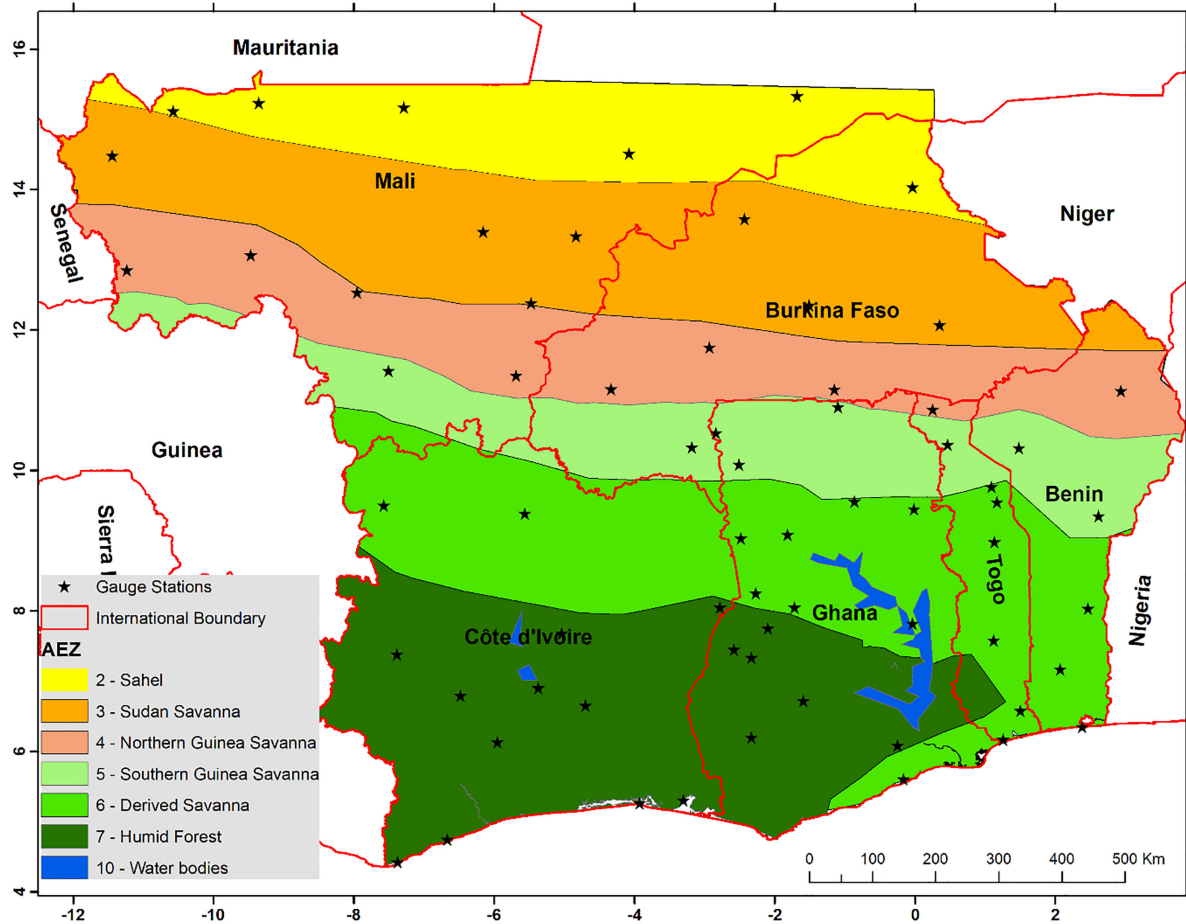 16
14
12
10
8
6
4
Mauritania
Mali
Senegal
Niger
Burkina Faso
Guinea
Sierra
Benin
Togo
Ghana
Nigeria
Côte d'Ivoire
Gauge Stations
International Boundary
AEZ
2 - Sahel
3 - Sudan Savanna
4 - Northern Guinea Savanna
5 - Southern Guinea Savanna
6 - Derived Savanna
7 - Humid Forest
10 - Water bodies
0 100 200 300 400 500 Km
-12 -10 -8 -6 -4 -2 0 2